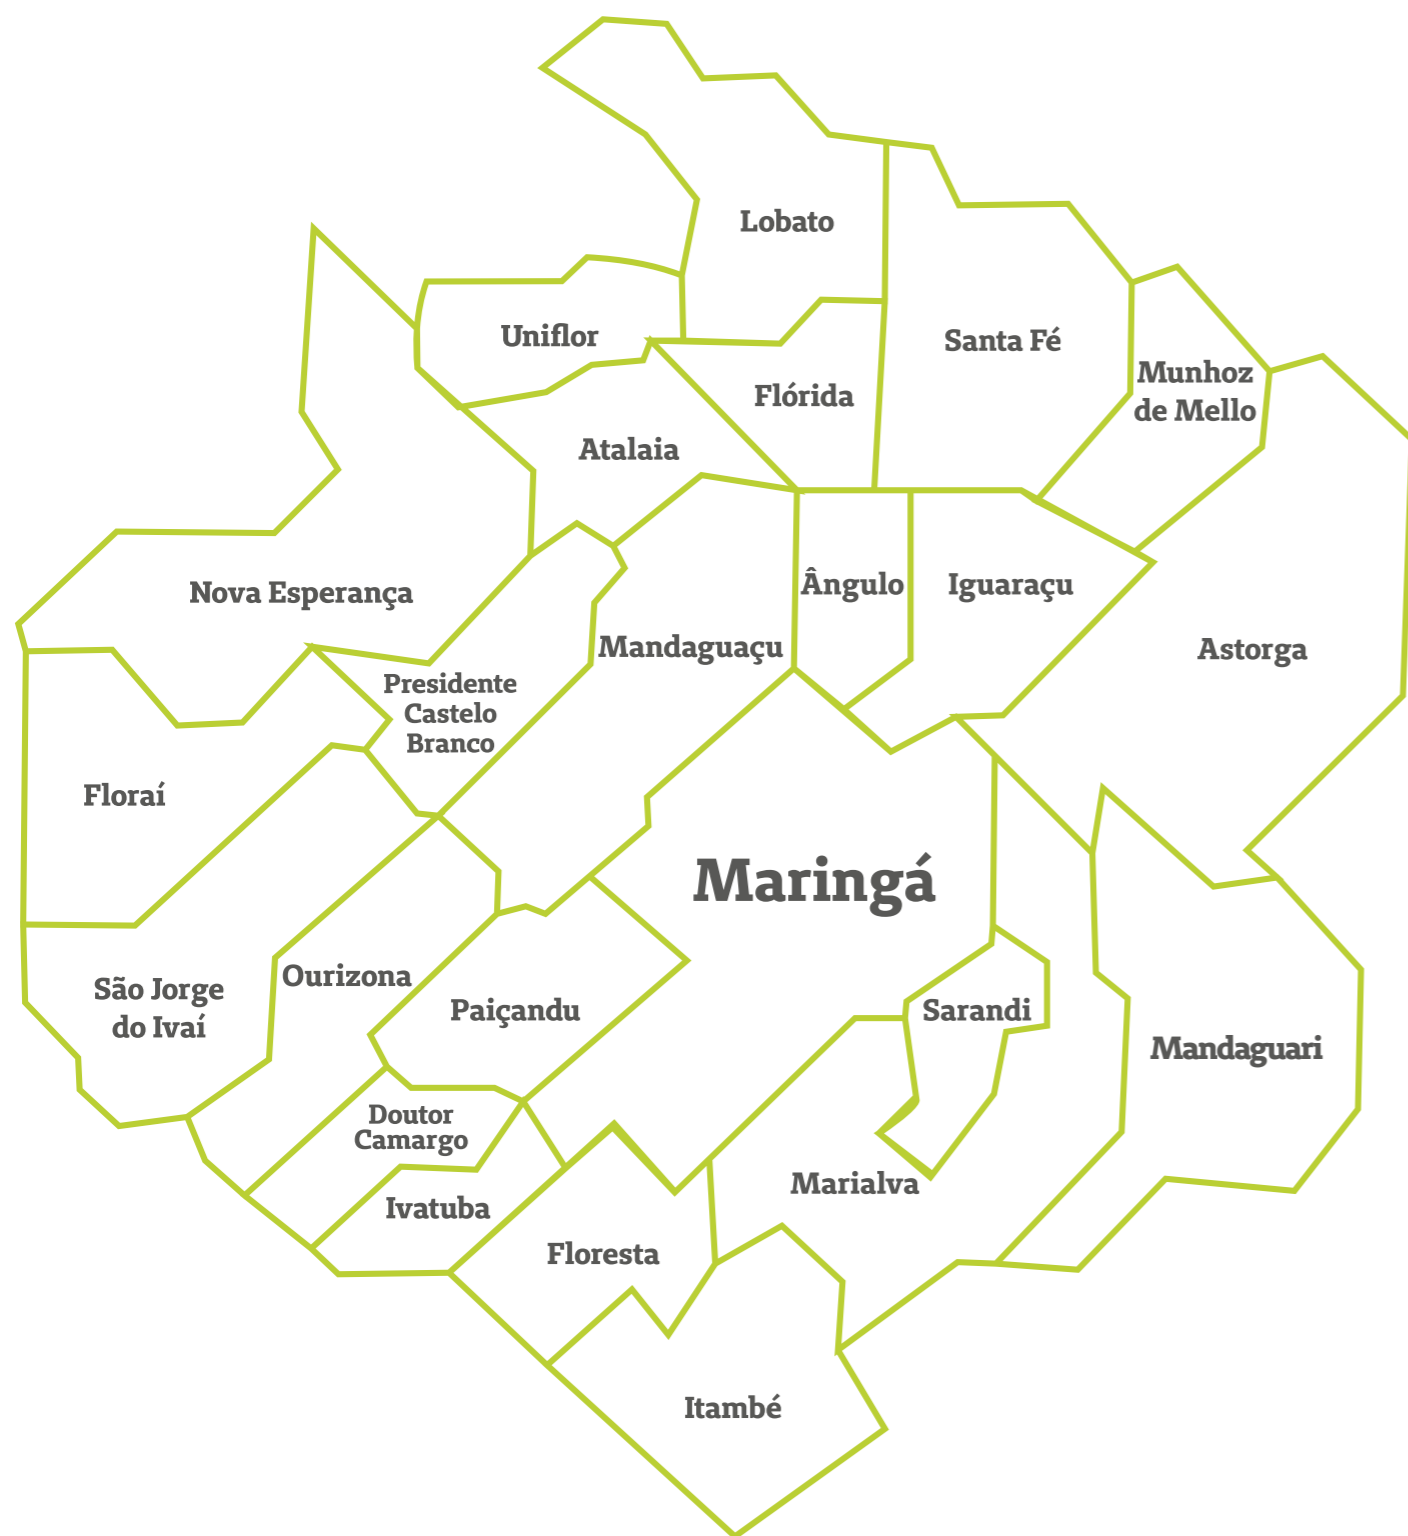 Lobato
Uniflor
Santa Fé
Munhoz
de Mello
Flórida
Atalaia
Nova Esperança
Ângulo
Iguaraçu
Mandaguaçu
Astorga
Presidente
Castelo
Branco
Floraí
Maringá
São Jorge
do Ivaí
Ourizona
Paiçandu
Sarandi
Mandaguari
Doutor
Camargo
Marialva
Ivatuba
Floresta
Itambé